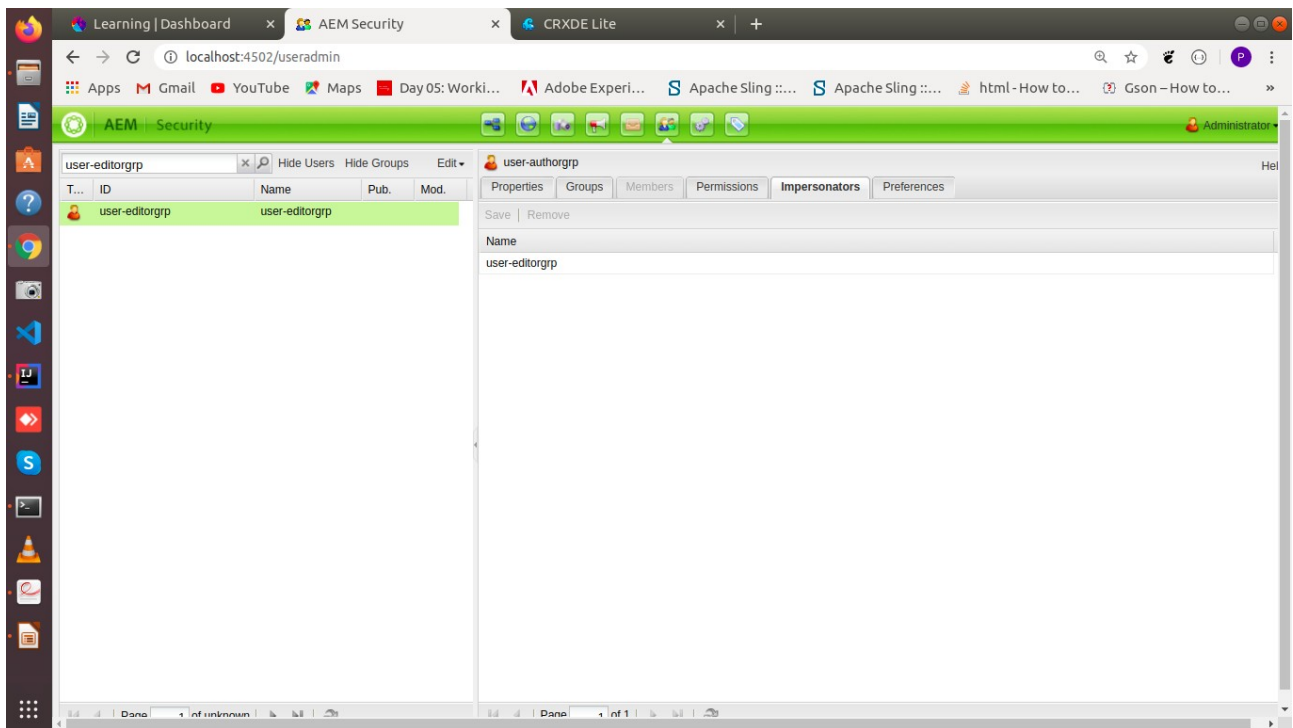 Learning | Dashboard × AEM Security × CRXDE Lite × +
localhost:4502/useradmin P
Apps M Gmail YouTube Maps Day 05: Worki... Adobe Experi... Apache Sling ::... Apache Sling ::... html - How to... Gson – How to... »
AEM Security Administrator
user-editorgrp × Hide Users Hide Groups Edit
T... ID Name Pub. Mod.
user-editorgrp user-editorgrp
user-authorgrp Hel
Properties Groups Members Permissions Impersonators Preferences
Save Remove
Name
user-editorgrp
Page 1 of unknown
Page 1 of 1